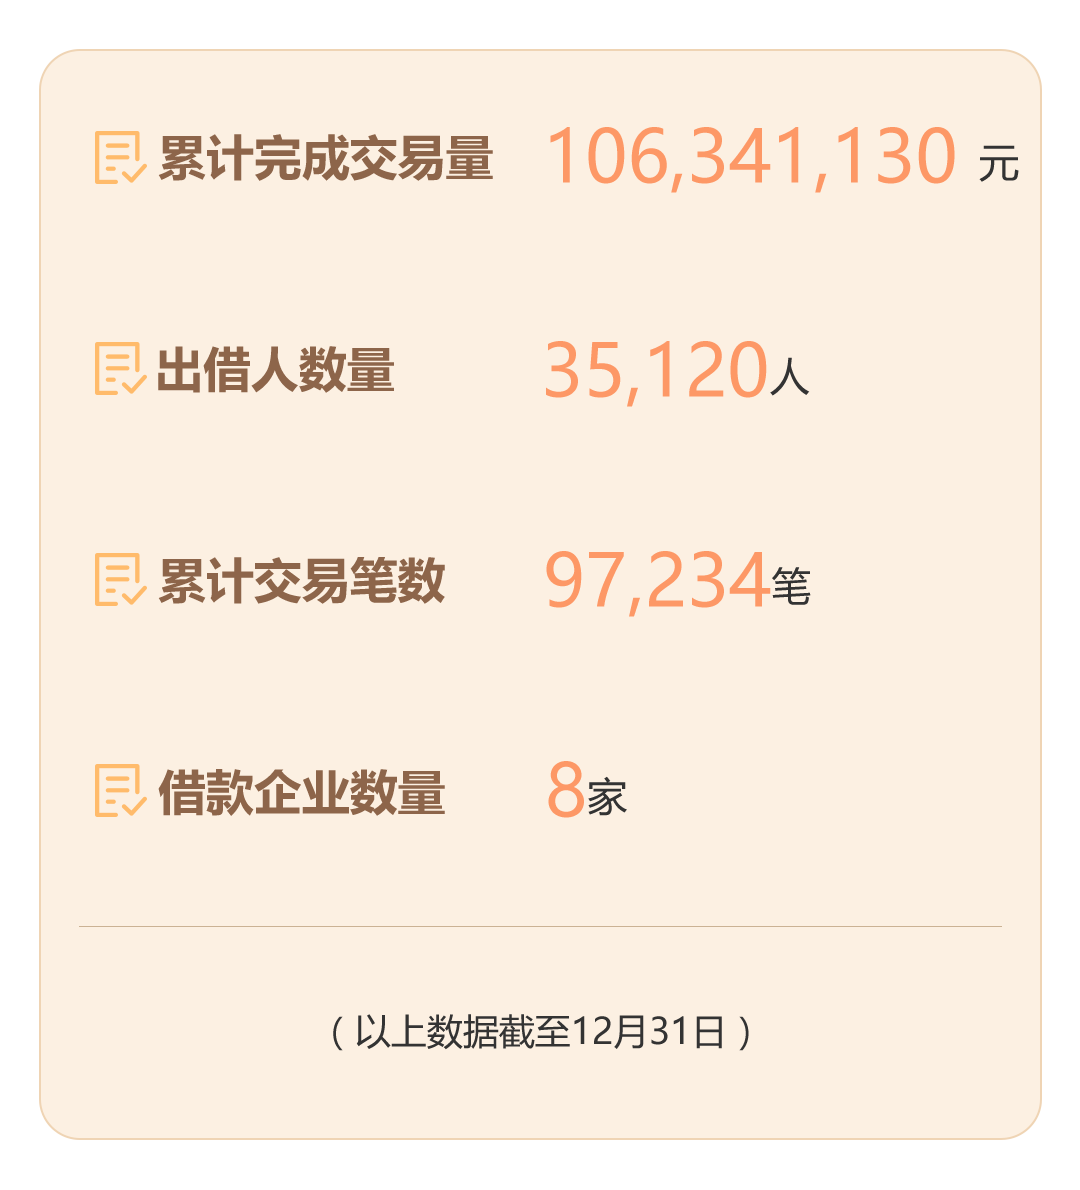 累计完成交易量 106,341,130 元
出借人数量 35,120人
累计交易笔数 97,234笔
借款企业数量 8家
（以上数据截至12月31日）